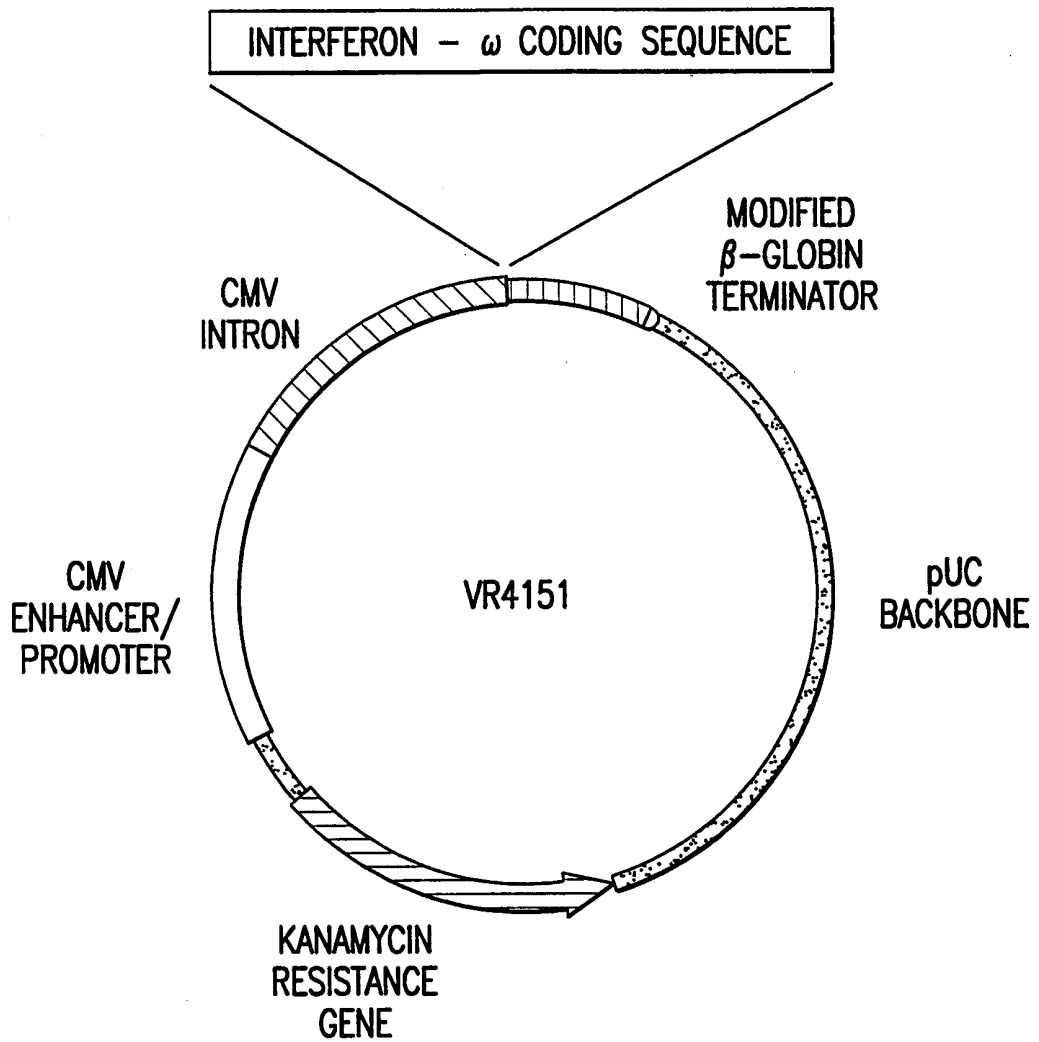 INTERFERON – ω CODING SEQUENCE
MODIFIED
β–GLOBIN
TERMINATOR
CMV
INTRON
CMV
ENHANCER/
PROMOTER
VR4151
pUC
BACKBONE
KANAMYCIN
RESISTANCE
GENE